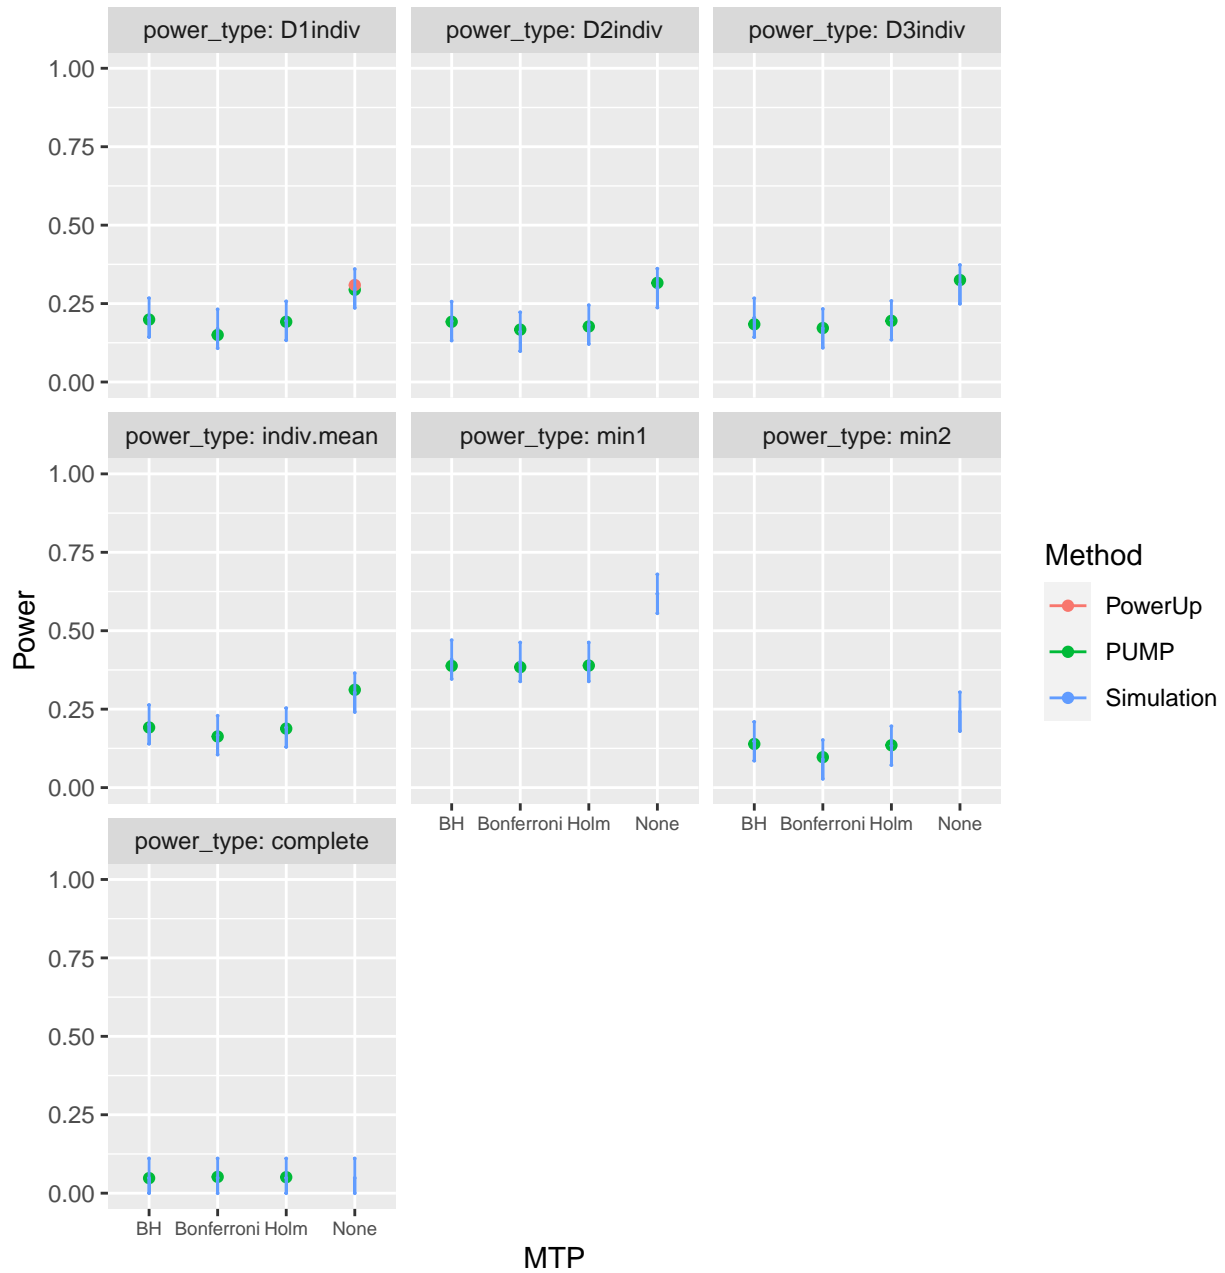 power_type: D1indiv
power_type: D2indiv
power_type: D3indiv
1.00
0.75
0.50
0.25
0.00
power_type: indiv.mean
power_type: min1
power_type: min2
1.00
0.75
0.50
0.25
0.00
BH Bonferroni Holm None
BH Bonferroni Holm None
power_type: complete
1.00
0.75
0.50
0.25
0.00
BH Bonferroni Holm None
Power
MTP
Method
PowerUp
PUMP
Simulation